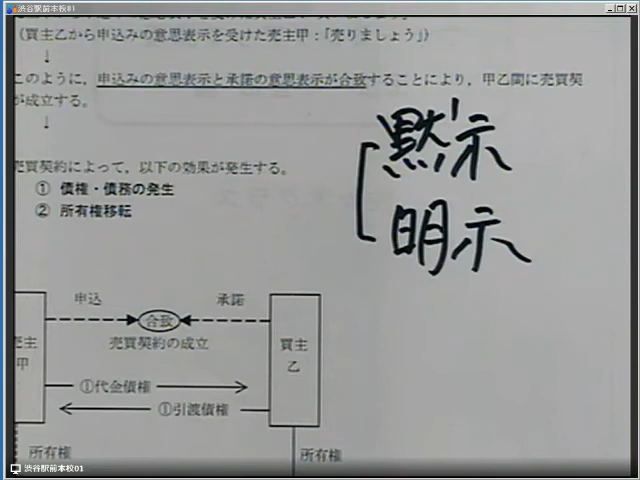 渋谷駅前本校01
（買主乙から申込みの意思表示を受けた売主甲：「売りましょう」）
↓
このように，申込みの意思表示と承諾の意思表示が合致することにより，甲乙間に売買契
が成立する。
↓
売買契約によって，以下の効果が発生する。
① 債権・債務の発生
② 所有権移転
黙示
明示
申込
承諾
合致
売買契約の成立
売主
甲
買主
乙
①代金債権
①引渡債権
所有権
所有権
渋谷駅前本校01